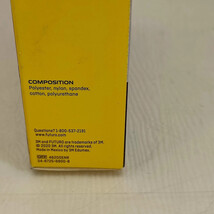 COMPOSITION
Polyester, nylon, spandex,
cotton, polyurethane
Questions? 1-800-537-2191
www.futuro.com
3M and FUTURO are trademarks of 3M.
© 2020 3M. All rights reserved.
Made in Mexico by 3M